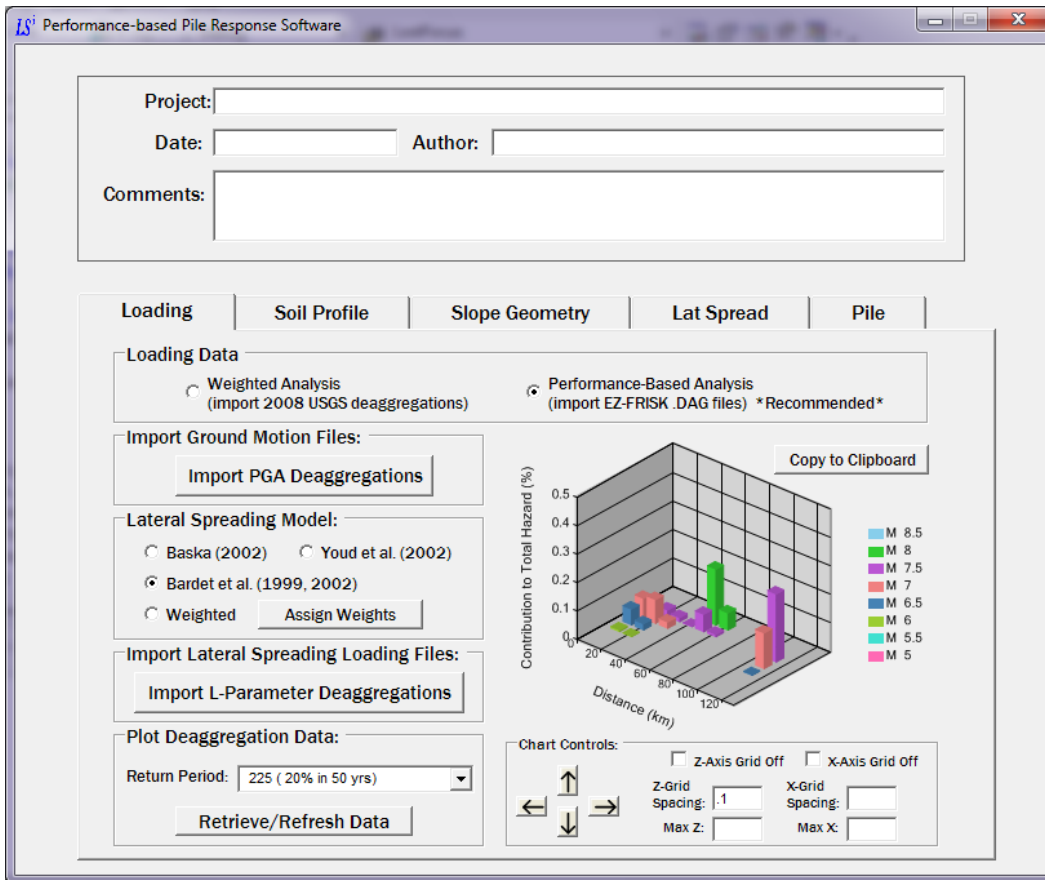 LSi Performance-based Pile Response Software
Project:
Date:
Author:
Comments:
Loading
Soil Profile
Slope Geometry
Lat Spread
Pile
Loading Data
Weighted Analysis
(import 2008 USGS deaggregations)
Performance-Based Analysis
(import EZ-FRISK .DAG files) *Recommended*
Import Ground Motion Files:
Import PGA Deaggregations
Lateral Spreading Model:
Baska (2002)
Youd et al. (2002)
Bardet et al. (1999, 2002)
Weighted
Assign Weights
Import Lateral Spreading Loading Files:
Import L-Parameter Deaggregations
Plot Deaggregation Data:
Return Period:
225 ( 20% in 50 yrs)
Retrieve/Refresh Data
Copy to Clipboard
Contribution to Total Hazard (%)
0.5
0.4
0.3
0.2
0.1
0
0
20
40
60
80
100
120
Distance (km)
M 8.5
M 8
M 7.5
M 7
M 6.5
M 6
M 5.5
M 5
Chart Controls:
Z-Axis Grid Off
X-Axis Grid Off
Z-Grid
Spacing:
.1
X-Grid
Spacing:
Max Z:
Max X: